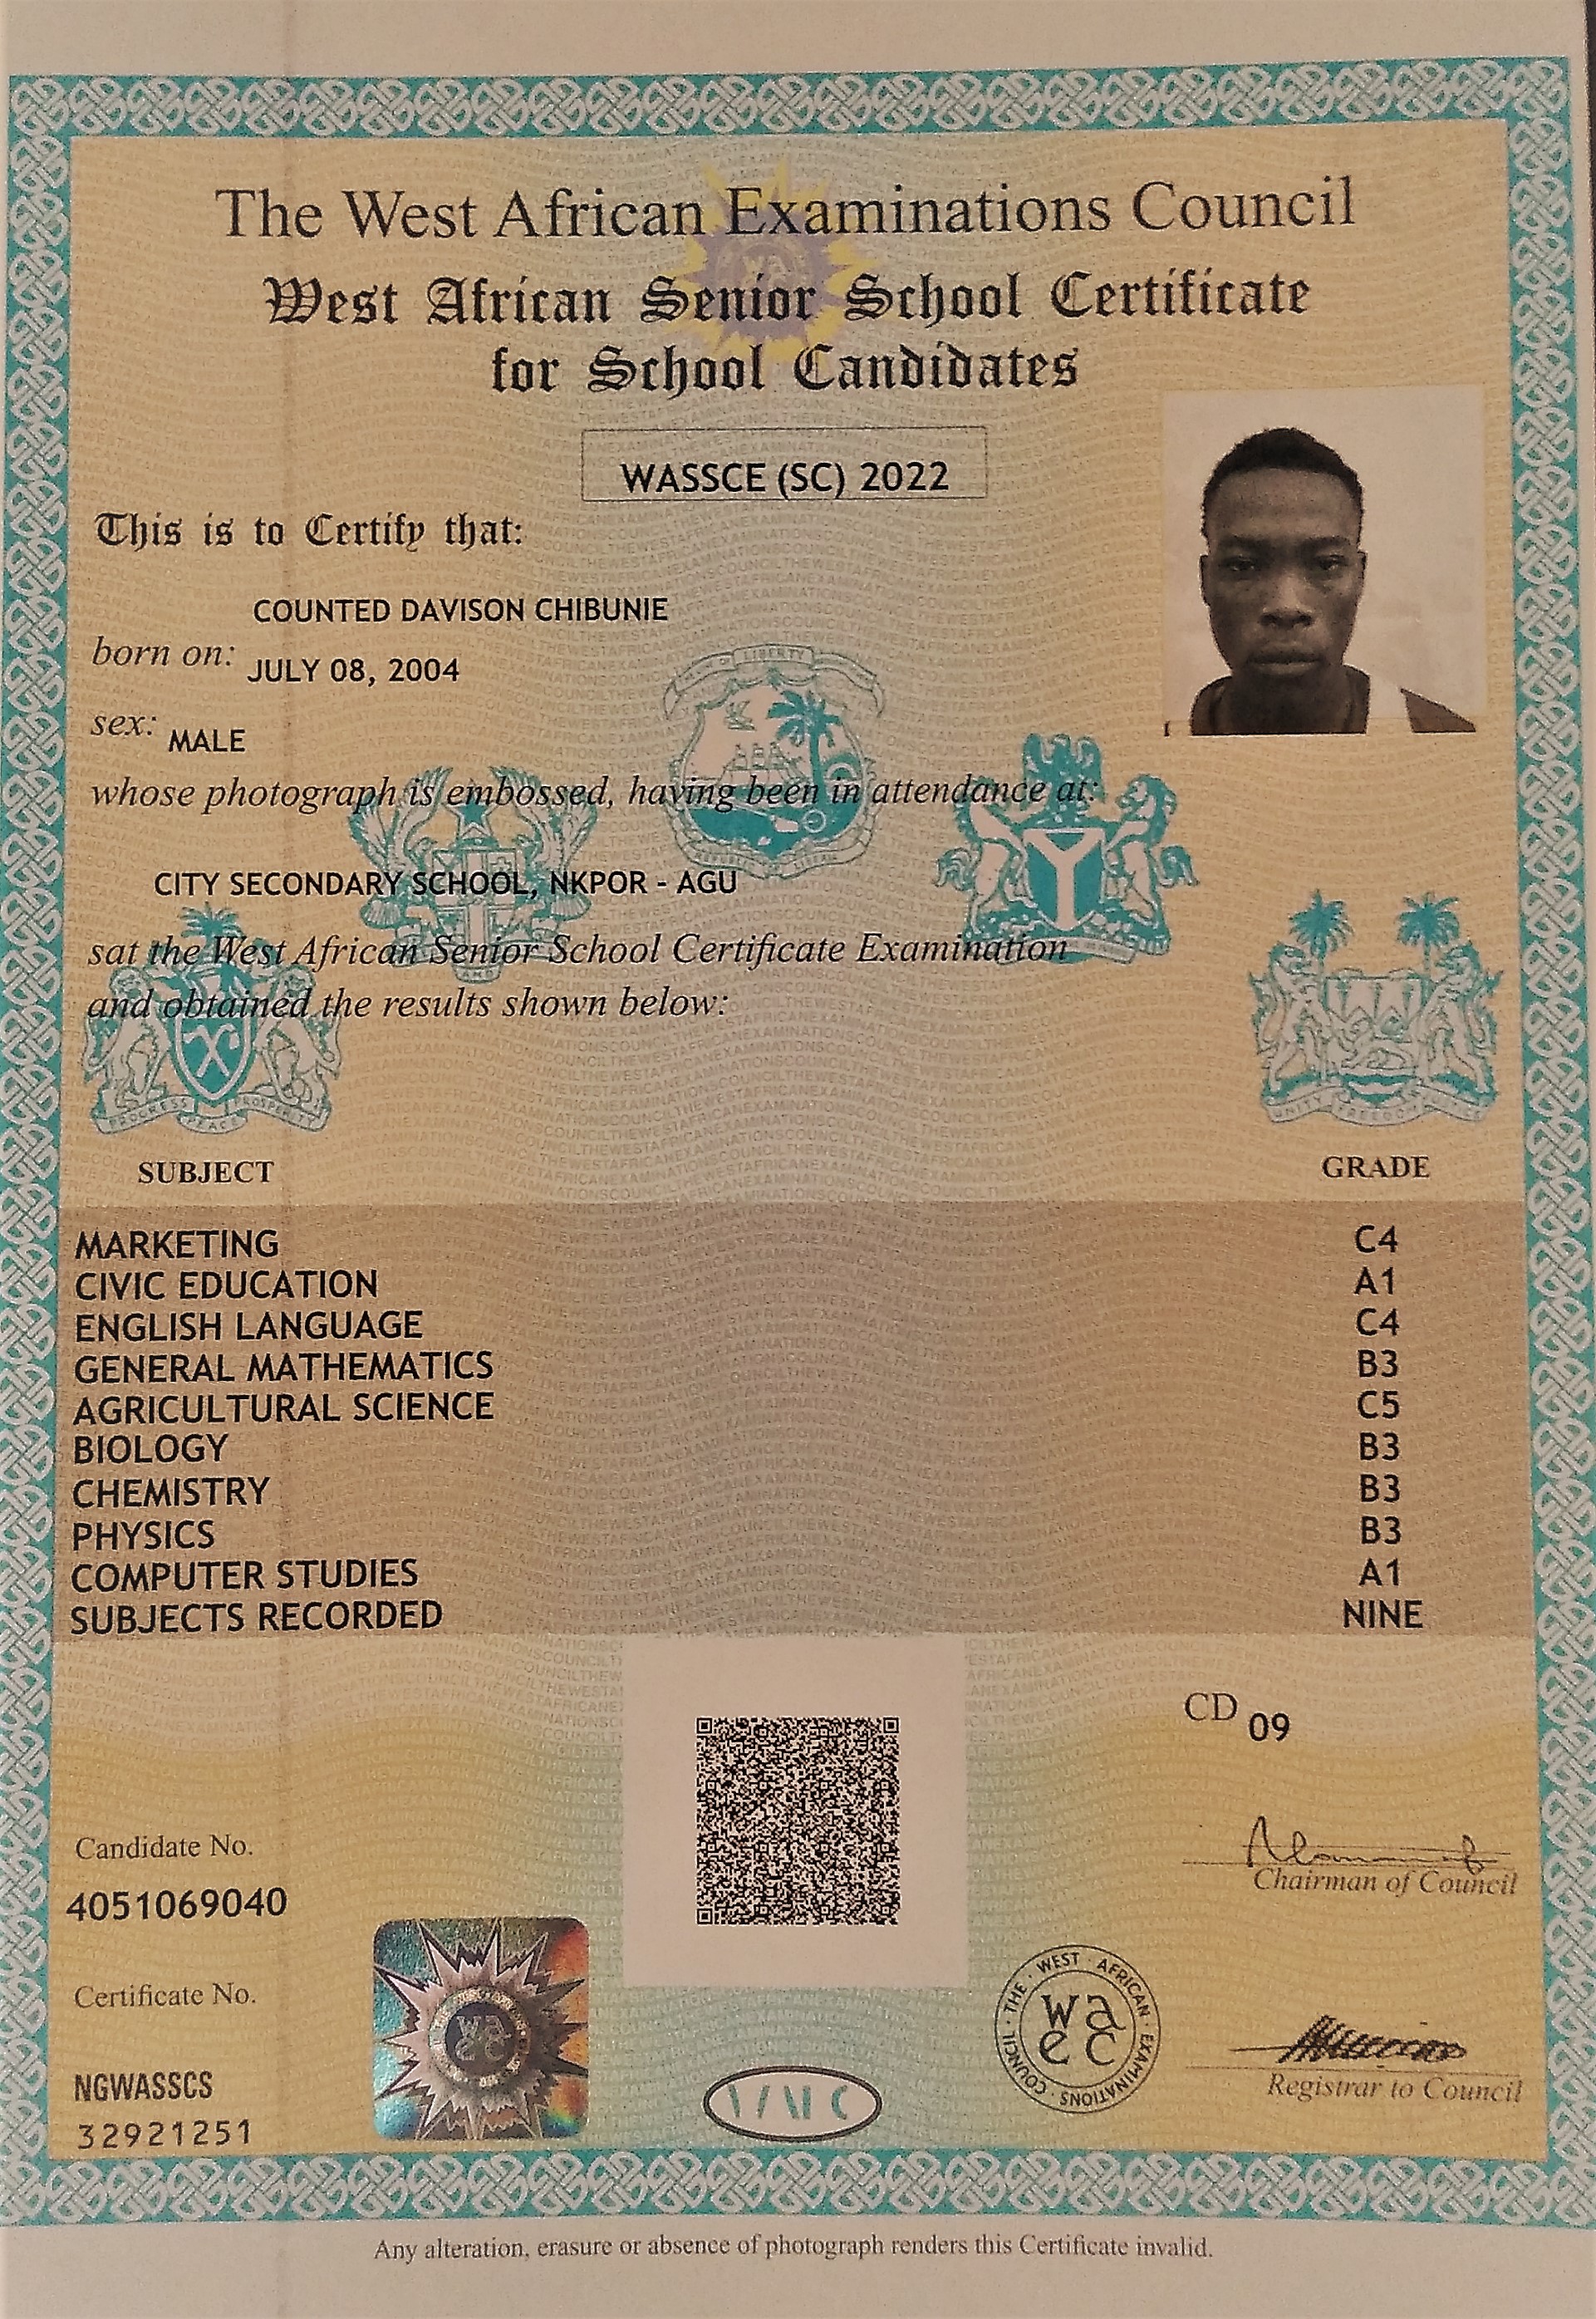 The West African Examinations Council
West African Senior School Certificate
for School Candidates
WASSCE (SC) 2022
This is to Certify that:
COUNTED DAVISON CHIBUNIE
born on: JULY 08, 2004
sex: MALE
whose photograph is embossed, having been in attendance at:
CITY SECONDARY SCHOOL, NKPOR - AGU
sat the West African Senior School Certificate Examination
and obtained the results shown below:
SUBJECT GRADE
MARKETING C4
CIVIC EDUCATION A1
ENGLISH LANGUAGE C4
GENERAL MATHEMATICS B3
AGRICULTURAL SCIENCE C5
BIOLOGY B3
CHEMISTRY B3
PHYSICS B3
COMPUTER STUDIES A1
SUBJECTS RECORDED NINE
CD 09
Candidate No.
4051069040
Chairman of Council
Certificate No.
NGWASSCS
32921251
THE · WEST · AFRICAN · EXAMINATIONS · COUNCIL
wa
ec
Registrar to Council
Any alteration, erasure or absence of photograph renders this Certificate invalid.